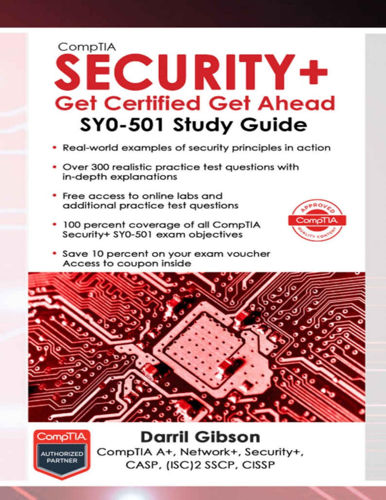 CompTIA
SECURITY+
Get Certified Get Ahead
SY0-501 Study Guide
• Real-world examples of security principles in action
• Over 300 realistic practice test questions with
in-depth explanations
• Free access to online labs and
additional practice test questions
• 100 percent coverage of all CompTIA
Security+ SY0-501 exam objectives
• Save 10 percent on your exam voucher
Access to coupon inside
APPROVED
CompTIA
QUALITY CONTENT
CompTIA
AUTHORIZED
PARTNER
Darril Gibson
CompTIA A+, Network+, Security+,
CASP, (ISC)2 SSCP, CISSP